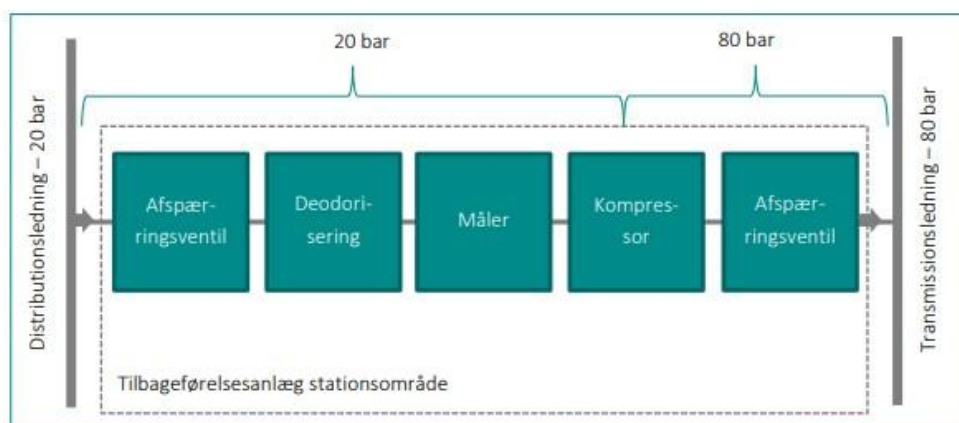 20 bar
80 bar
Distributionsledning – 20 bar
Afspær-
ringsventil
Deodori-
sering
Måler
Kompres-
sor
Afspær-
ringsventil
Transmissionsledning – 80 bar
Tilbageførelsesanlæg stationsområde